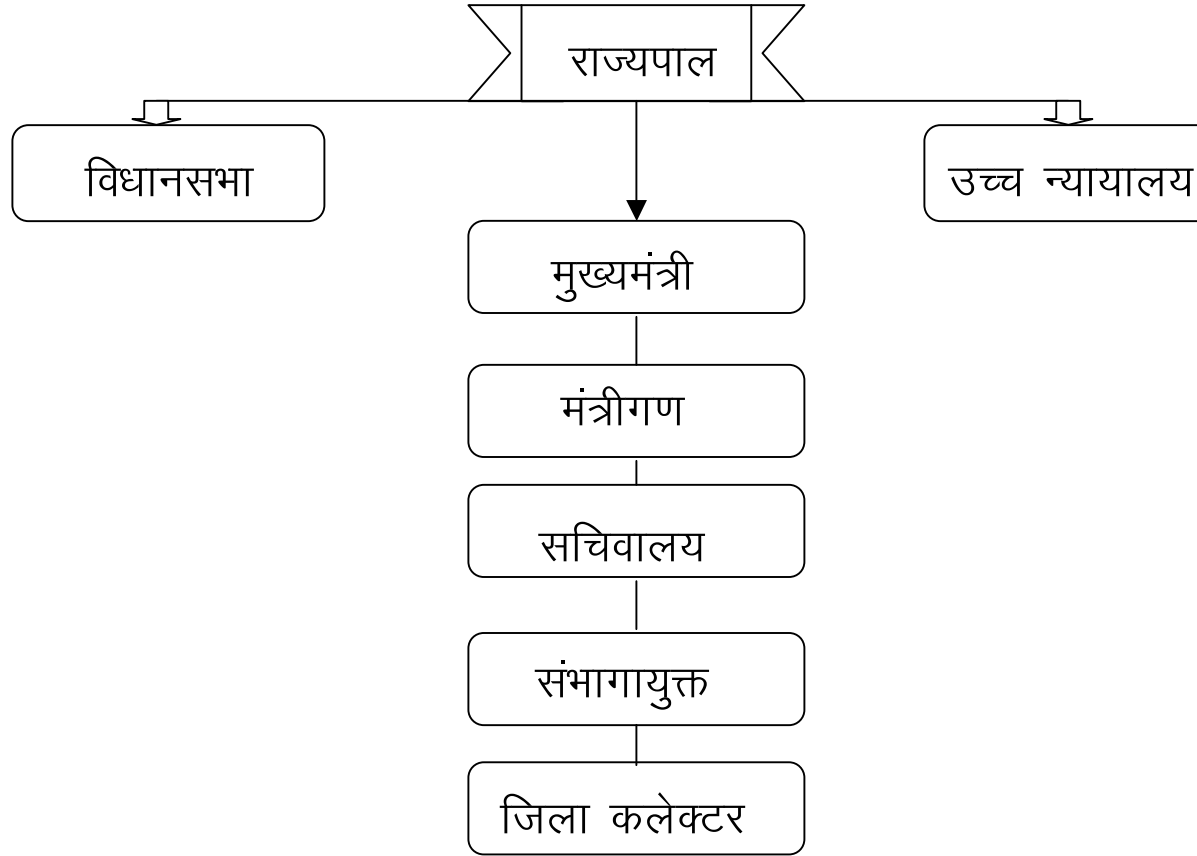 राज्यपाल
विधानसभा
उच्च न्यायालय
मुख्यमंत्री
मंत्रीगण
सचिवालय
संभागायुक्त
जिला कलेक्टर